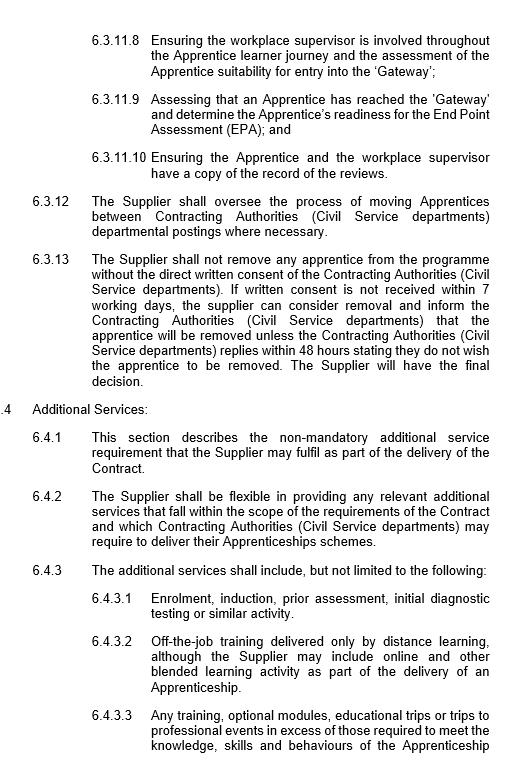 6.3.11.8 Ensuring the workplace supervisor is involved throughout
the Apprentice learner journey and the assessment of the
Apprentice suitability for entry into the ‘Gateway’;
6.3.11.9 Assessing that an Apprentice has reached the 'Gateway'
and determine the Apprentice’s readiness for the End Point
Assessment (EPA); and
6.3.11.10 Ensuring the Apprentice and the workplace supervisor
have a copy of the record of the reviews.
6.3.12 The Supplier shall oversee the process of moving Apprentices
between Contracting Authorities (Civil Service departments)
departmental postings where necessary.
6.3.13 The Supplier shall not remove any apprentice from the programme
without the direct written consent of the Contracting Authorities (Civil
Service departments). If written consent is not received within 7
working days, the supplier can consider removal and inform the
Contracting Authorities (Civil Service departments) that the
apprentice will be removed unless the Contracting Authorities (Civil
Service departments) replies within 48 hours stating they do not wish
the apprentice to be removed. The Supplier will have the final
decision.
.4 Additional Services:
6.4.1 This section describes the non-mandatory additional service
requirement that the Supplier may fulfil as part of the delivery of the
Contract.
6.4.2 The Supplier shall be flexible in providing any relevant additional
services that fall within the scope of the requirements of the Contract
and which Contracting Authorities (Civil Service departments) may
require to deliver their Apprenticeships schemes.
6.4.3 The additional services shall include, but not limited to the following:
6.4.3.1 Enrolment, induction, prior assessment, initial diagnostic
testing or similar activity.
6.4.3.2 Off-the-job training delivered only by distance learning,
although the Supplier may include online and other
blended learning activity as part of the delivery of an
Apprenticeship.
6.4.3.3 Any training, optional modules, educational trips or trips to
professional events in excess of those required to meet the
knowledge, skills and behaviours of the Apprenticeship